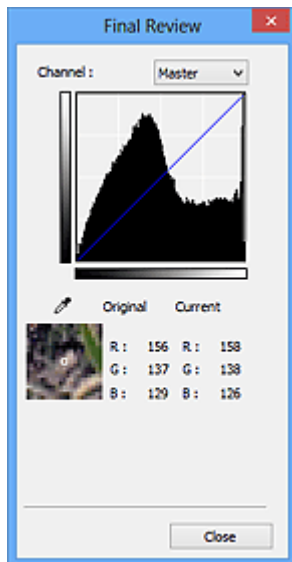 Final Review
Channel : Master
Original Current
R : 156 R : 158
G : 137 G : 138
B : 129 B : 126
Close